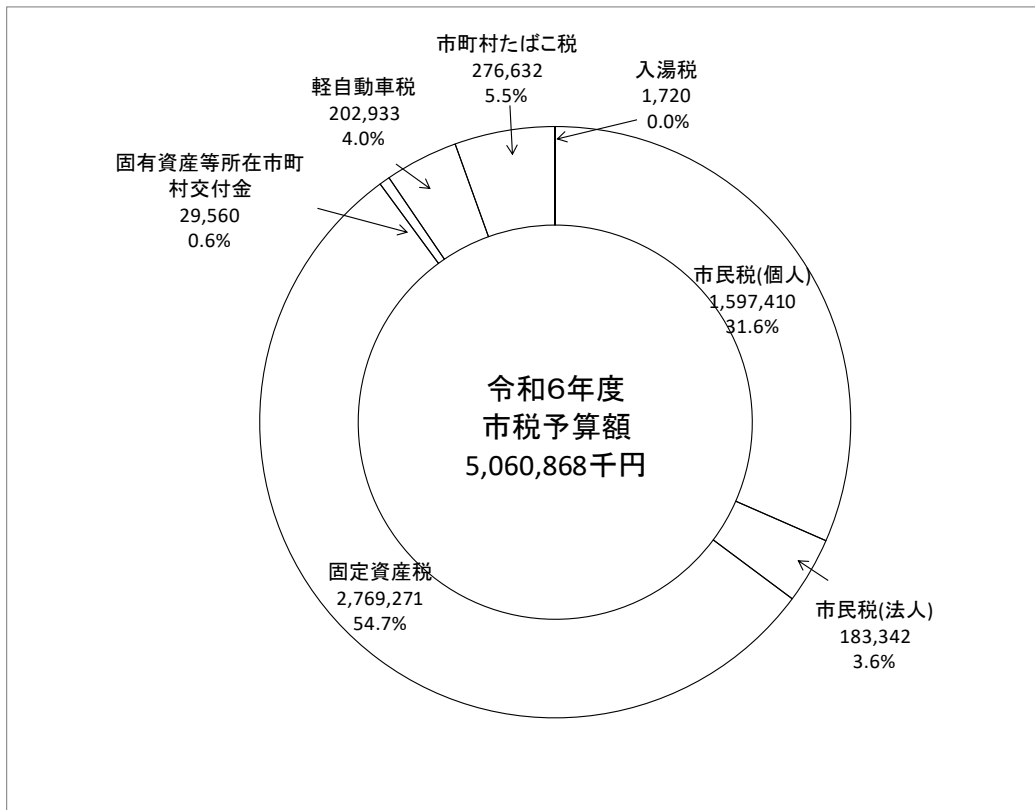 市町村たばこ税
276,632
5.5%
入湯税
1,720
0.0%
軽自動車税
202,933
4.0%
固有資産等所在市町
村交付金
29,560
0.6%
市民税(個人)
1,597,410
31.6%
令和6年度
市税予算額
5,060,868千円
固定資産税
2,769,271
54.7%
市民税(法人)
183,342
3.6%